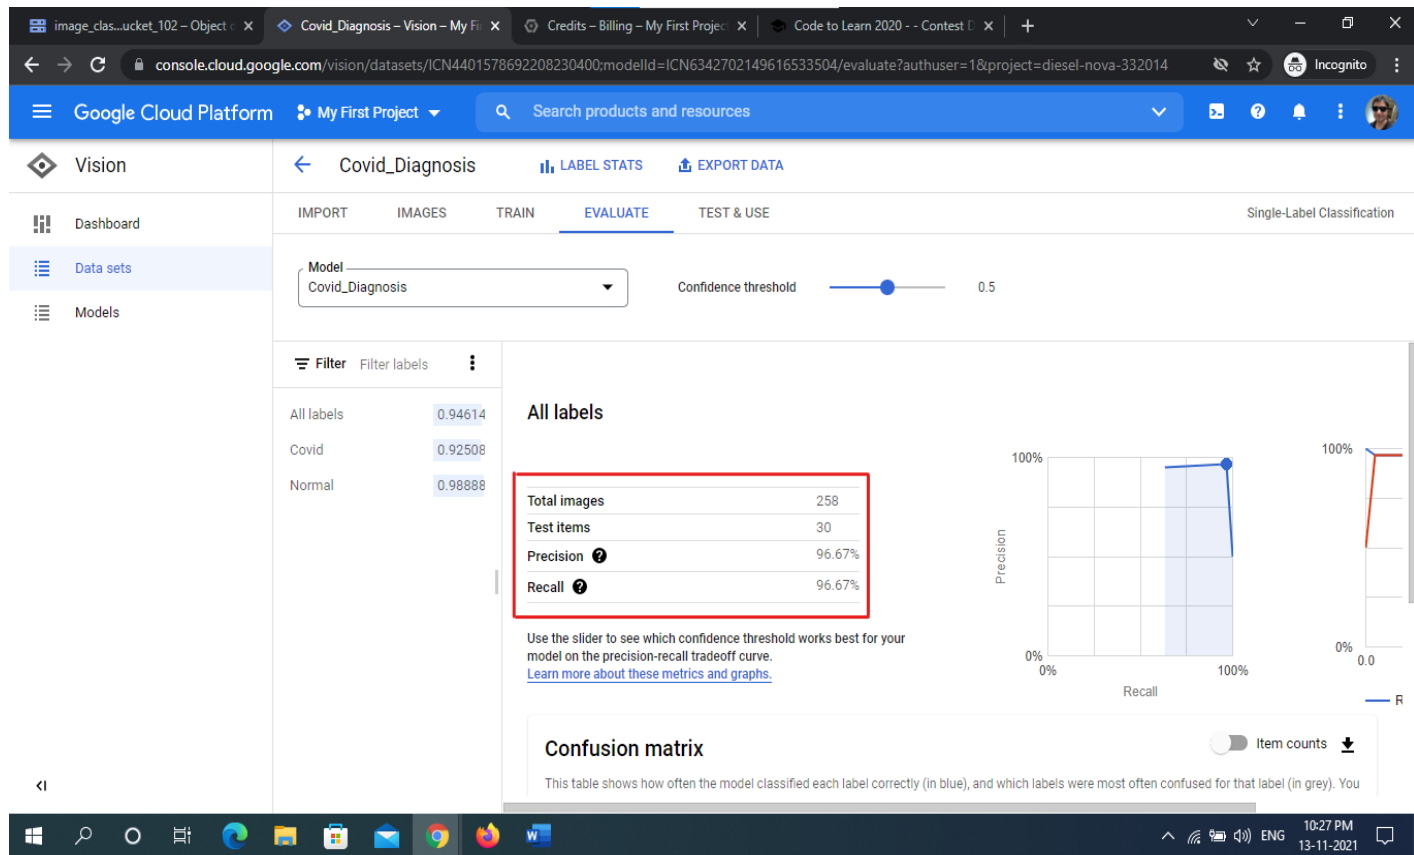 image_clas...ucket_102 – Object c
Covid_Diagnosis – Vision – My Fi
Credits – Billing – My First Projec
Code to Learn 2020 - - Contest D
console.cloud.google.com/vision/datasets/ICN4401578692208230400;modelId=ICN6342702149616533504/evaluate?authuser=1&project=diesel-nova-332014
Incognito
Google Cloud Platform
My First Project
Search products and resources
Vision
Covid_Diagnosis
LABEL STATS
EXPORT DATA
Dashboard
Data sets
Models
IMPORT
IMAGES
TRAIN
EVALUATE
TEST & USE
Single-Label Classification
Model
Covid_Diagnosis
Confidence threshold
0.5
Filter Filter labels
All labels 0.94614
Covid 0.92508
Normal 0.98888
All labels
Total images 258
Test items 30
Precision 96.67%
Recall 96.67%
Use the slider to see which confidence threshold works best for your
model on the precision-recall tradeoff curve.
Learn more about these metrics and graphs.
100%
Precision
0%
0%
100%
Recall
100%
0%
0.0
R
Confusion matrix
Item counts
This table shows how often the model classified each label correctly (in blue), and which labels were most often confused for that label (in grey). You
ENG
10:27 PM
13-11-2021